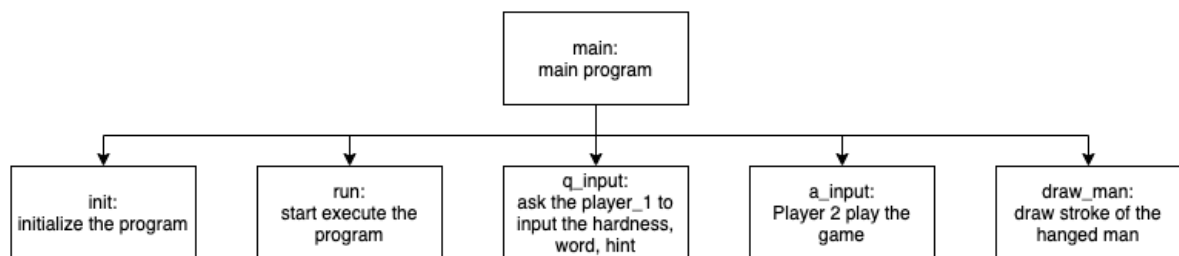 main:
main program
init:
initialize the program
run:
start execute the
program
q_input:
ask the player_1 to
input the hardness,
word, hint
a_input:
Player 2 play the
game
draw_man:
draw stroke of the
hanged man